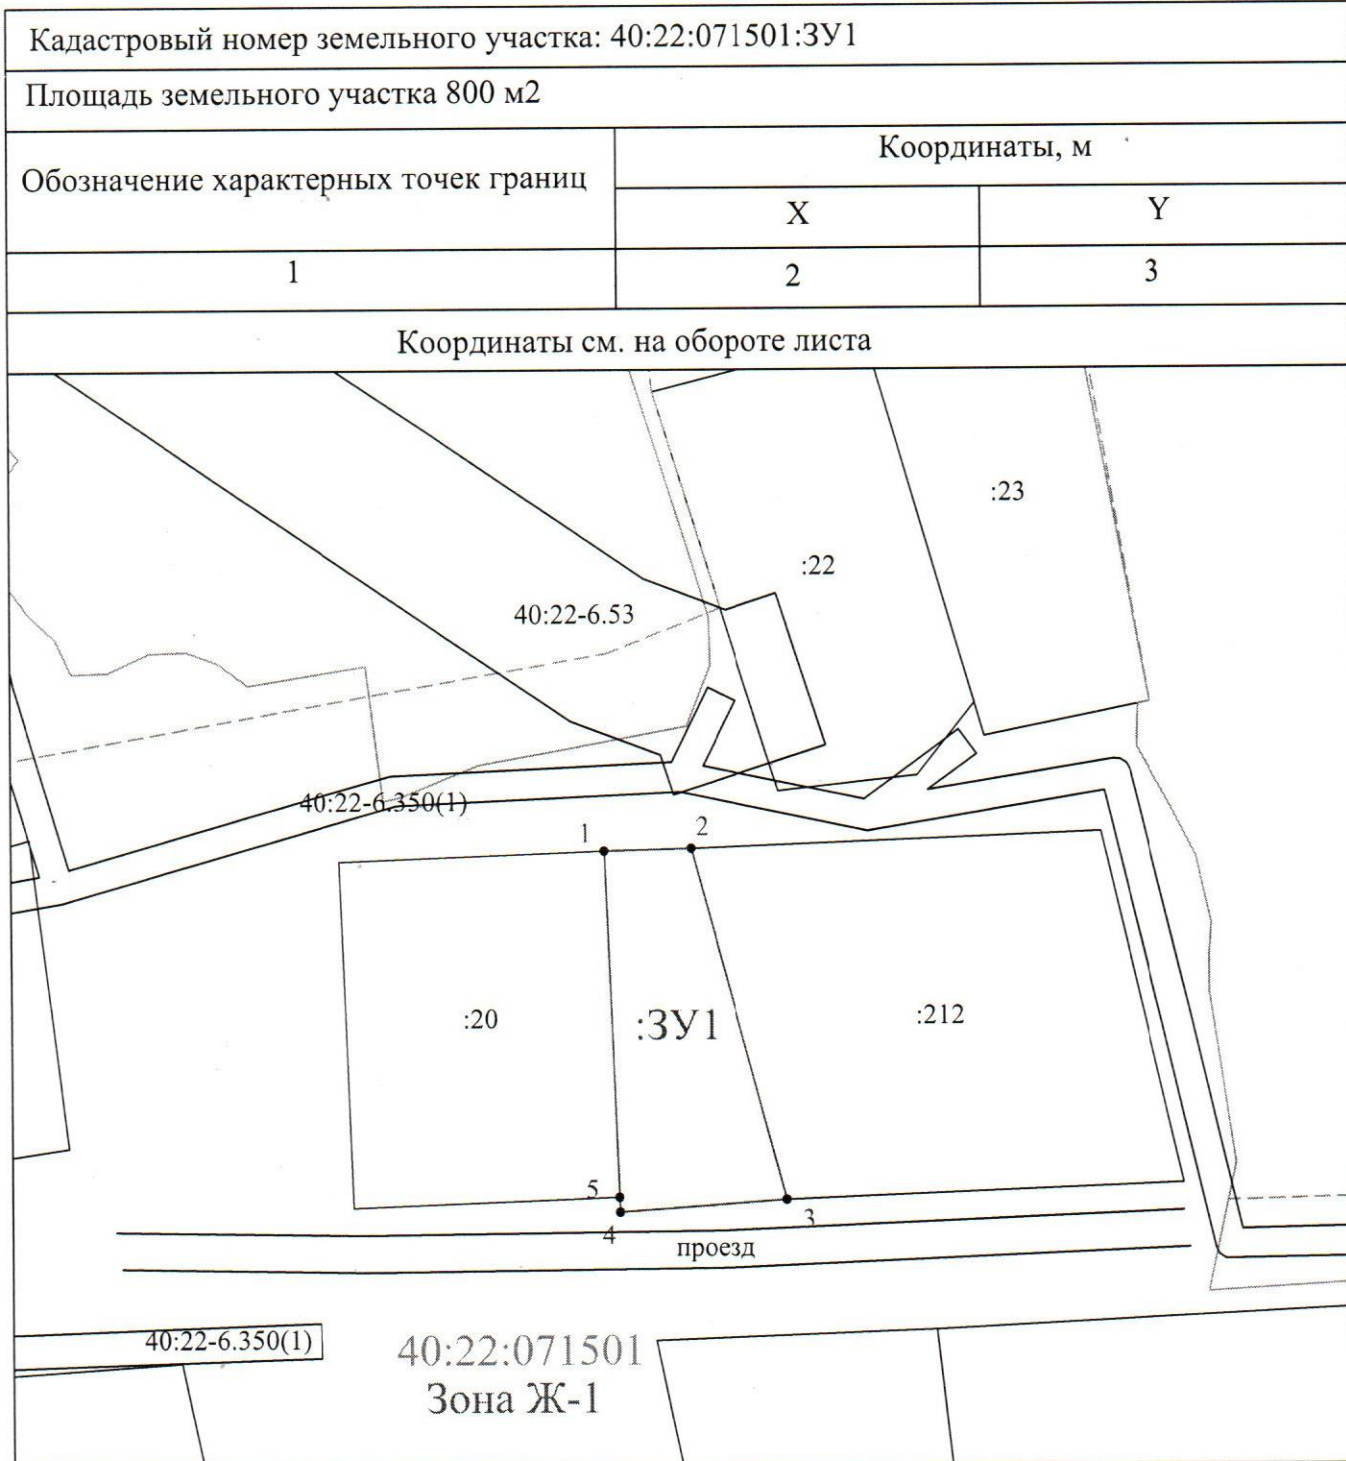 Кадастровый номер земельного участка: 40:22:071501:ЗУ1
Площадь земельного участка 800 м2
Обозначение характерных точек границ
Координаты, м
X
Y
1
2
3
Координаты см. на обороте листа
:23
:22
40:22-6.53
40:22-6.350(1)
1
2
:20
:ЗУ1
:212
5
3
4
проезд
40:22-6.350(1)
40:22:071501
Зона Ж-1